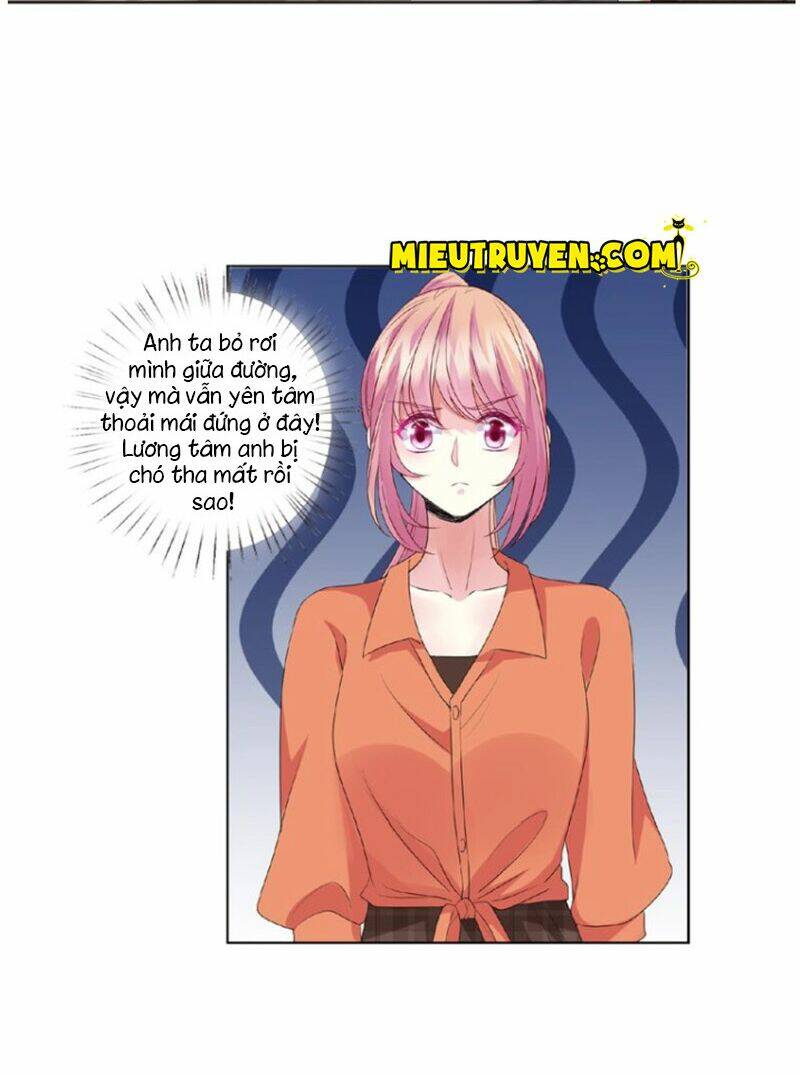 MIEUTRUYEN.COM
Anh ta bỏ rơi
mình giữa đường,
vậy mà vẫn yên tâm
thoải mái đứng ở đây!
Lương tâm anh bị
chó tha mất rồi
sao!